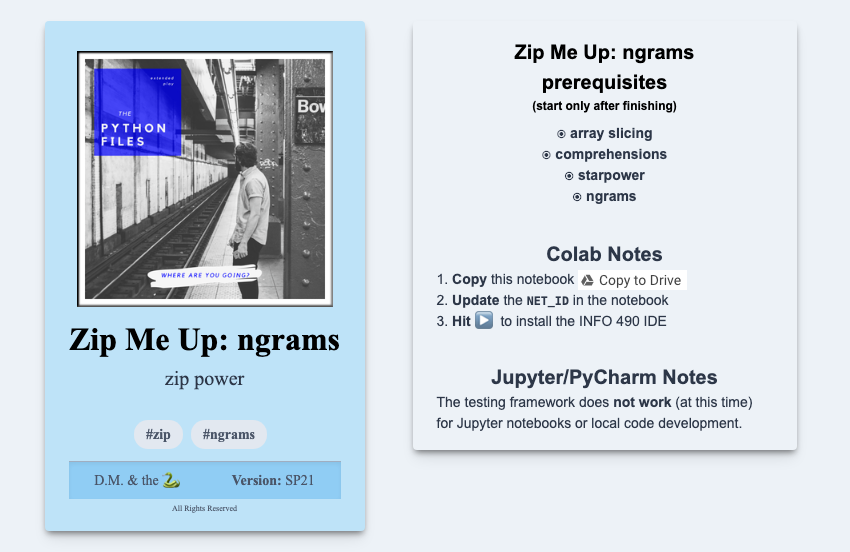 extended
play
THE
PYTHON
FILES
Bow
WHERE ARE YOU GOING?
Zip Me Up: ngrams
zip power
#zip #ngrams
D.M. & the 🐍 Version: SP21
All Rights Reserved
Zip Me Up: ngrams
prerequisites
(start only after finishing)
⦿ array slicing
⦿ comprehensions
⦿ starpower
⦿ ngrams
Colab Notes
1. Copy this notebook Copy to Drive
2. Update the NET_ID in the notebook
3. Hit ▶️ to install the INFO 490 IDE
Jupyter/PyCharm Notes
The testing framework does not work (at this time)
for Jupyter notebooks or local code development.